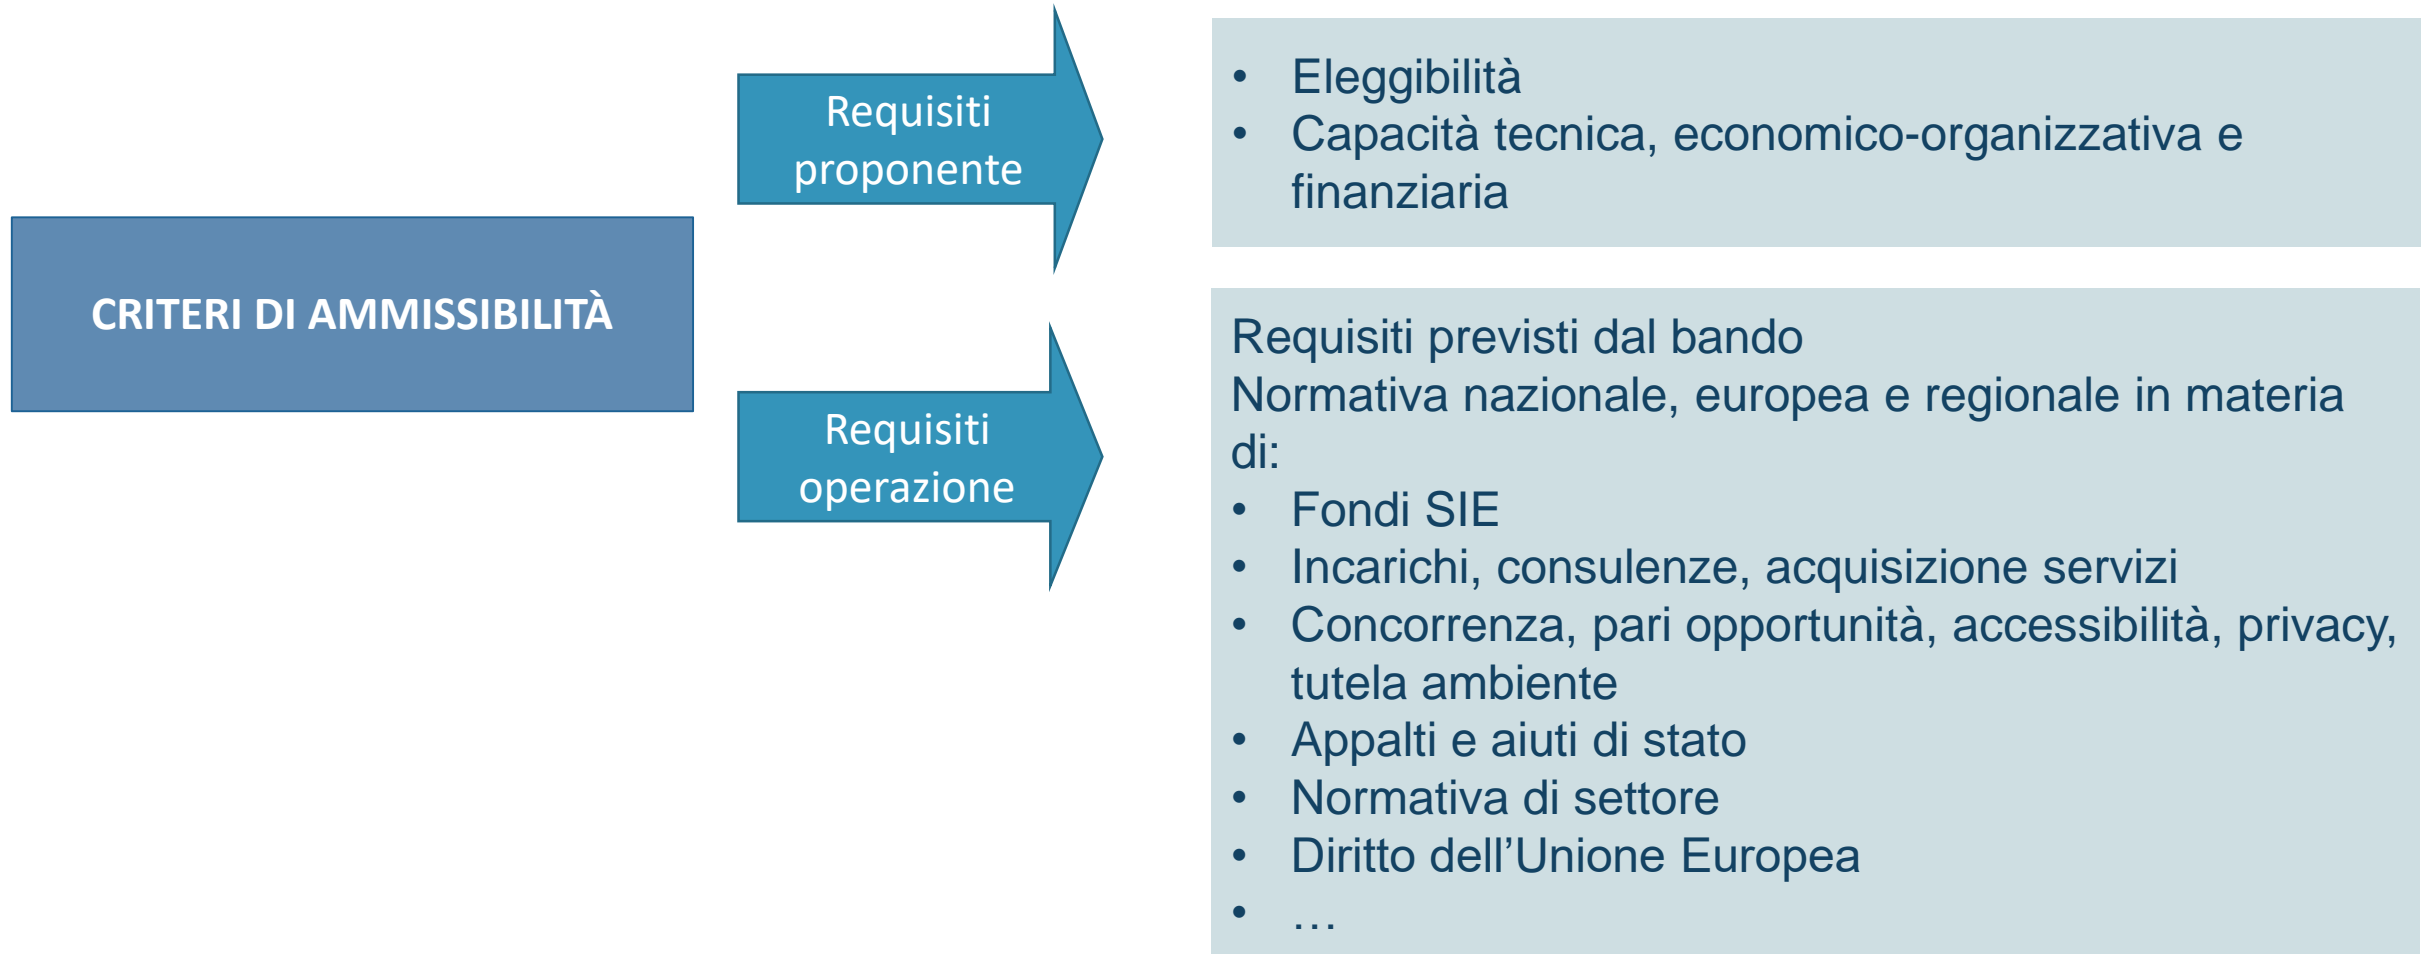 CRITERI DI AMMISSIBILITÀ
Requisiti
proponente
• Eleggibilità
• Capacità tecnica, economico-organizzativa e
finanziaria
Requisiti
operazione
Requisiti previsti dal bando
Normativa nazionale, europea e regionale in materia
di:
• Fondi SIE
• Incarichi, consulenze, acquisizione servizi
• Concorrenza, pari opportunità, accessibilità, privacy,
tutela ambiente
• Appalti e aiuti di stato
• Normativa di settore
• Diritto dell’Unione Europea
• …